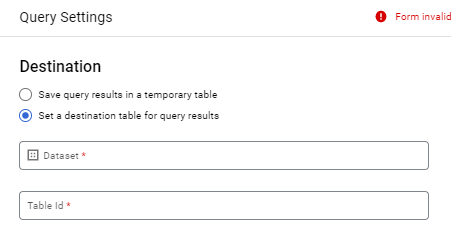 Query Settings
Form invalid
Destination
Save query results in a temporary table
Set a destination table for query results
Dataset *
Table Id *